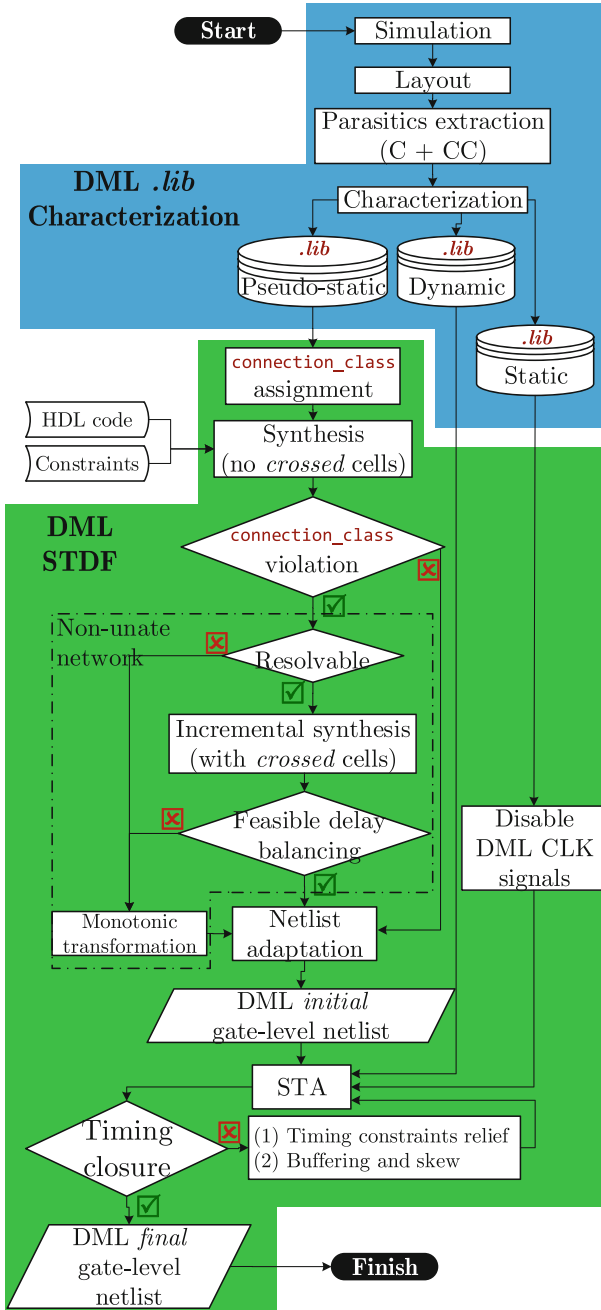 Start
Simulation
Layout
Parasitics extraction
(C + CC)
DML .lib
Characterization
Characterization
.lib
Pseudo-static
.lib
Dynamic
.lib
Static
connection_class
assignment
HDL code
Constraints
Synthesis
(no crossed cells)
DML
STDF
connection_class
violation
Non-unate
network
Resolvable
Incremental synthesis
(with crossed cells)
Feasible delay
balancing
Disable
DML CLK
signals
Monotonic
transformation
Netlist
adaptation
DML initial
gate-level netlist
STA
Timing
closure
(1) Timing constraints relief
(2) Buffering and skew
DML final
gate-level
netlist
Finish